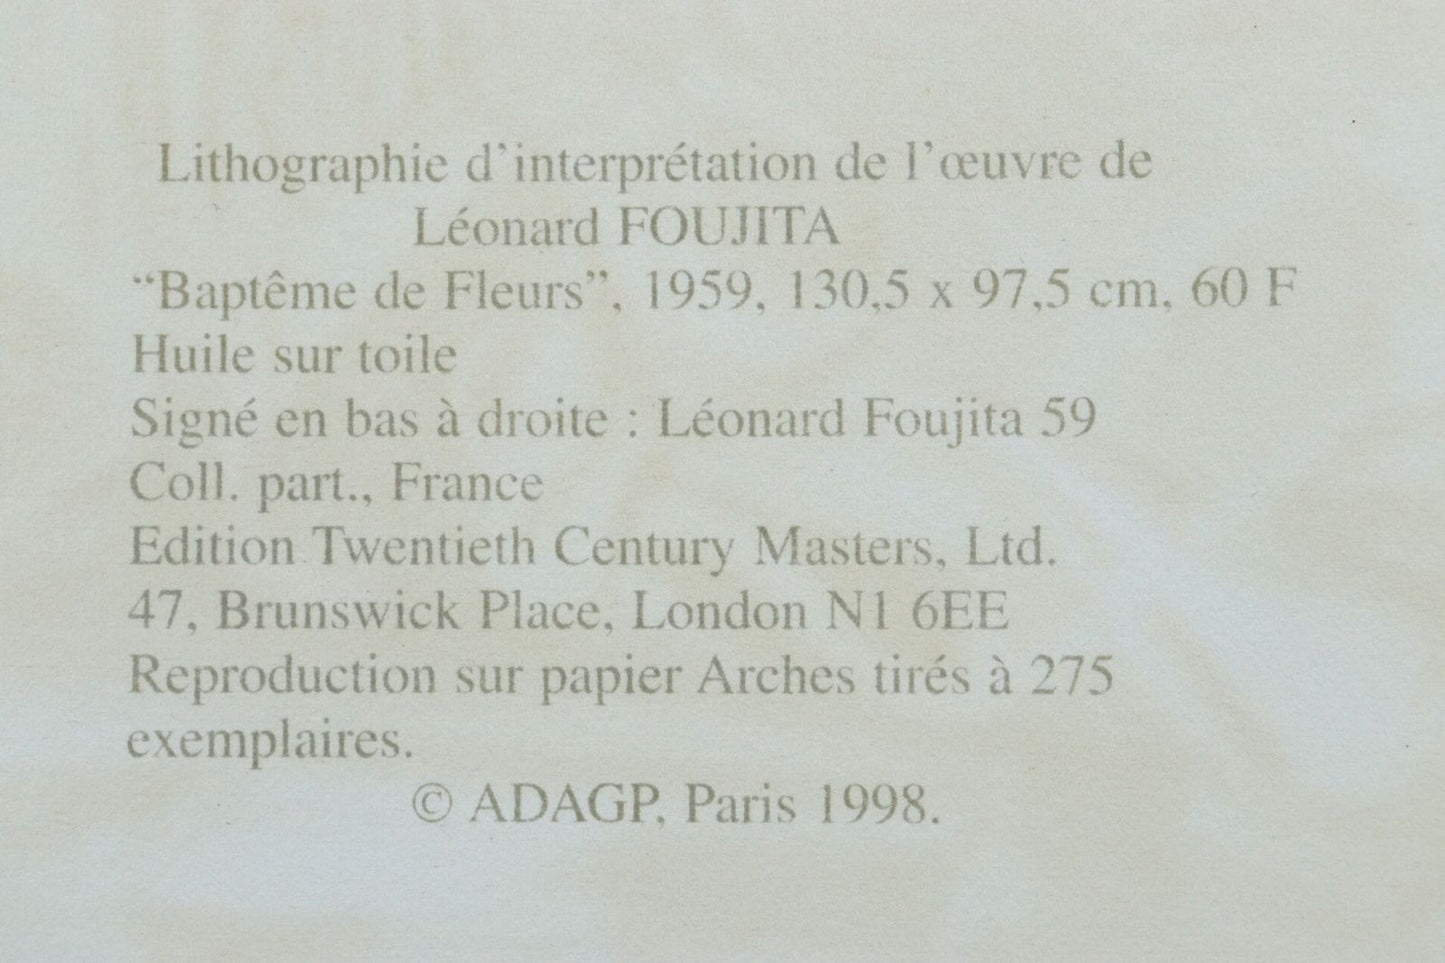 Lithographie d'interprétation de l'œuvre de
Léonard FOUJITA
“Baptême de Fleurs”, 1959, 130,5 x 97,5 cm, 60 F
Huile sur toile
Signé en bas à droite : Léonard Foujita 59
Coll. part., France
Edition Twentieth Century Masters, Ltd.
47, Brunswick Place, London N1 6EE
Reproduction sur papier Arches tirés à 275
exemplaires.
© ADAGP, Paris 1998.